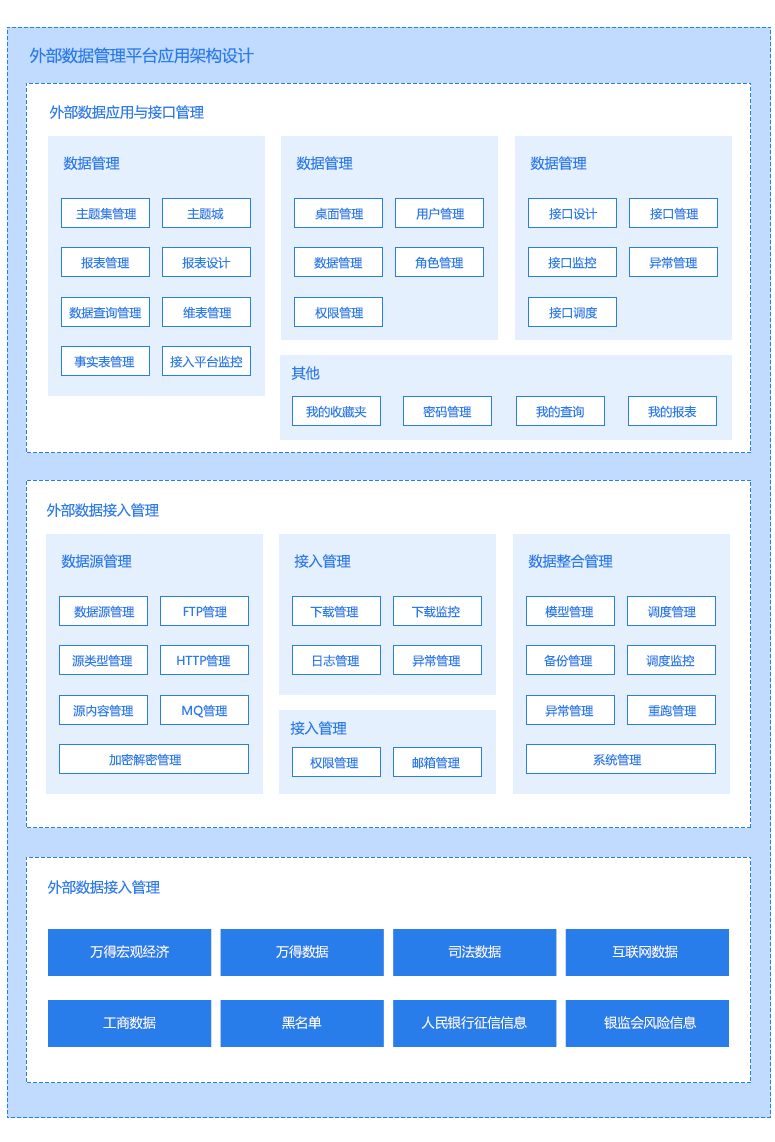 外部数据管理平台应用架构设计
外部数据应用与接口管理
数据管理
主题集管理
主题城
报表管理
报表设计
数据查询管理
维表管理
事实表管理
接入平台监控
数据管理
桌面管理
用户管理
数据管理
角色管理
权限管理
数据管理
接口设计
接口管理
接口监控
异常管理
接口调度
其他
我的收藏夹
密码管理
我的查询
我的报表
外部数据接入管理
数据源管理
数据源管理
FTP管理
源类型管理
HTTP管理
源内容管理
MQ管理
加密解密管理
接入管理
下载管理
下载监控
日志管理
异常管理
接入管理
权限管理
邮箱管理
数据整合管理
模型管理
调度管理
备份管理
调度监控
异常管理
重跑管理
系统管理
外部数据接入管理
万得宏观经济
万得数据
司法数据
互联网数据
工商数据
黑名单
人民银行征信信息
银监会风险信息